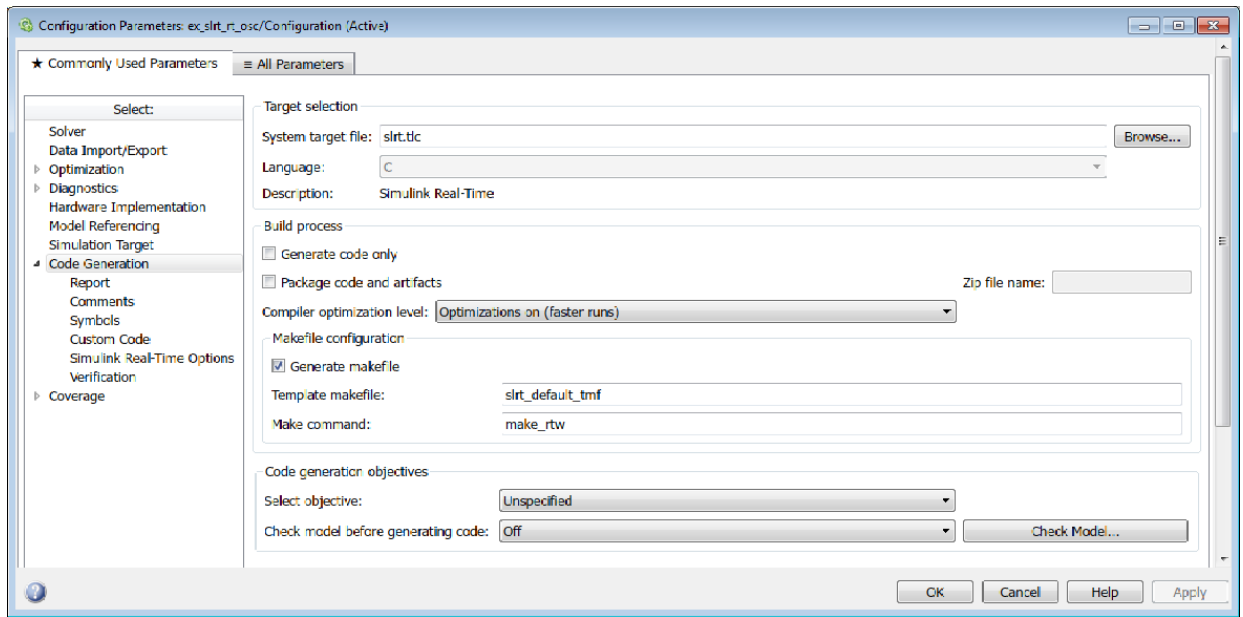 Configuration Parameters: ex_slrt_rt_osc/Configuration (Active)
★ Commonly Used Parameters
≡ All Parameters
Select:
Solver
Data Import/Export
Optimization
Diagnostics
Hardware Implementation
Model Referencing
Simulation Target
Code Generation
Report
Comments
Symbols
Custom Code
Simulink Real-Time Options
Verification
Coverage
Target selection
System target file: slrt.tlc Browse...
Language: C
Description: Simulink Real-Time
Build process
Generate code only
Package code and artifacts Zip file name:
Compiler optimization level: Optimizations on (faster runs)
Makefile configuration
Generate makefile
Template makefile: slrt_default_tmf
Make command: make_rtw
Code generation objectives
Select objective: Unspecified
Check model before generating code: Off Check Model...
OK Cancel Help Apply